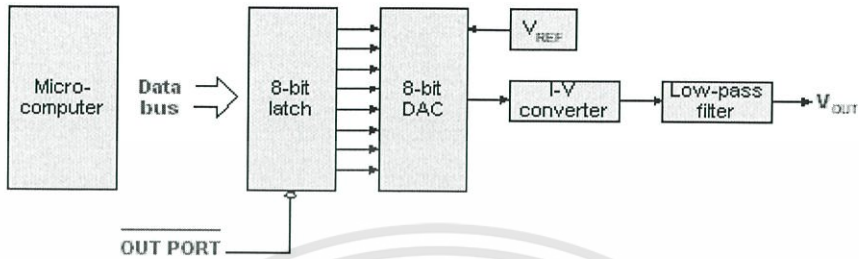 Micro-
computer
Data
bus
8-bit
latch
8-bit
DAC
VREF
I-V
converter
Low-pass
filter
VOUT
OUT PORT